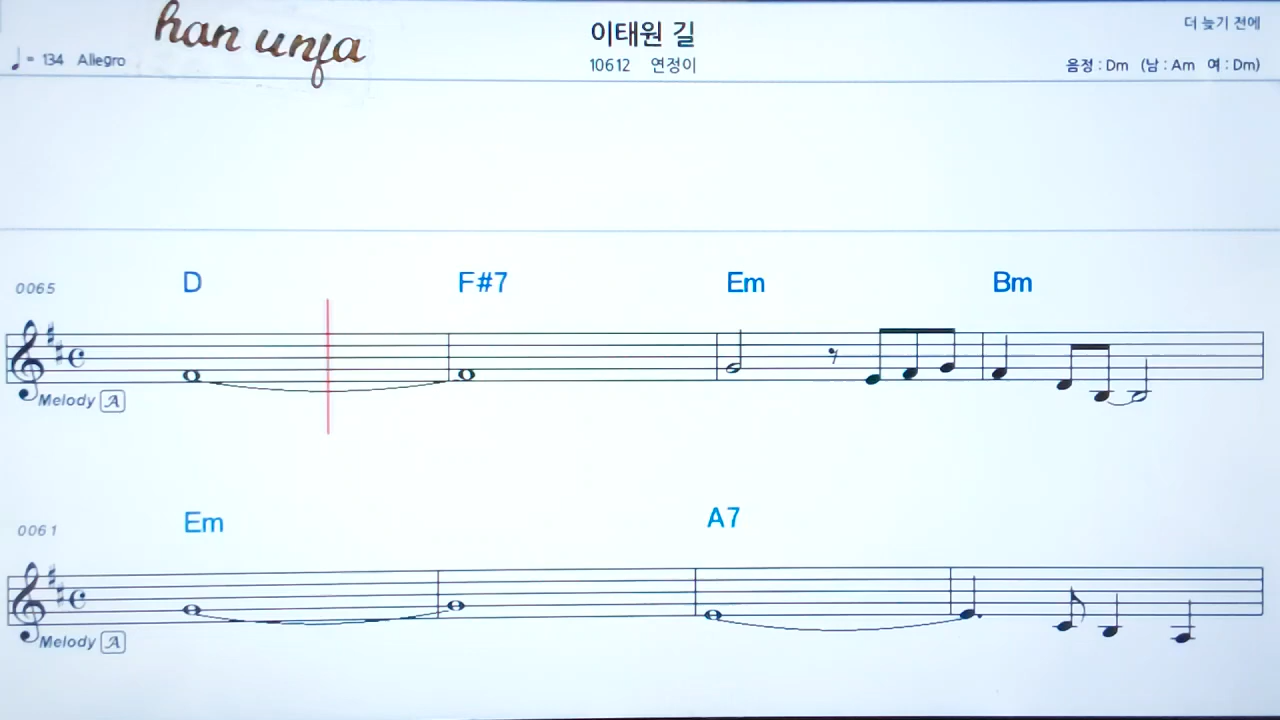 han unfa
이태원 길
더 늦기 전에
♩= 134 Allegro
10612 연정이
음정 : Dm (남 : Am 여 : Dm)
0065
D F#7 Em Bm
Melody A
0061
Em A7
Melody A